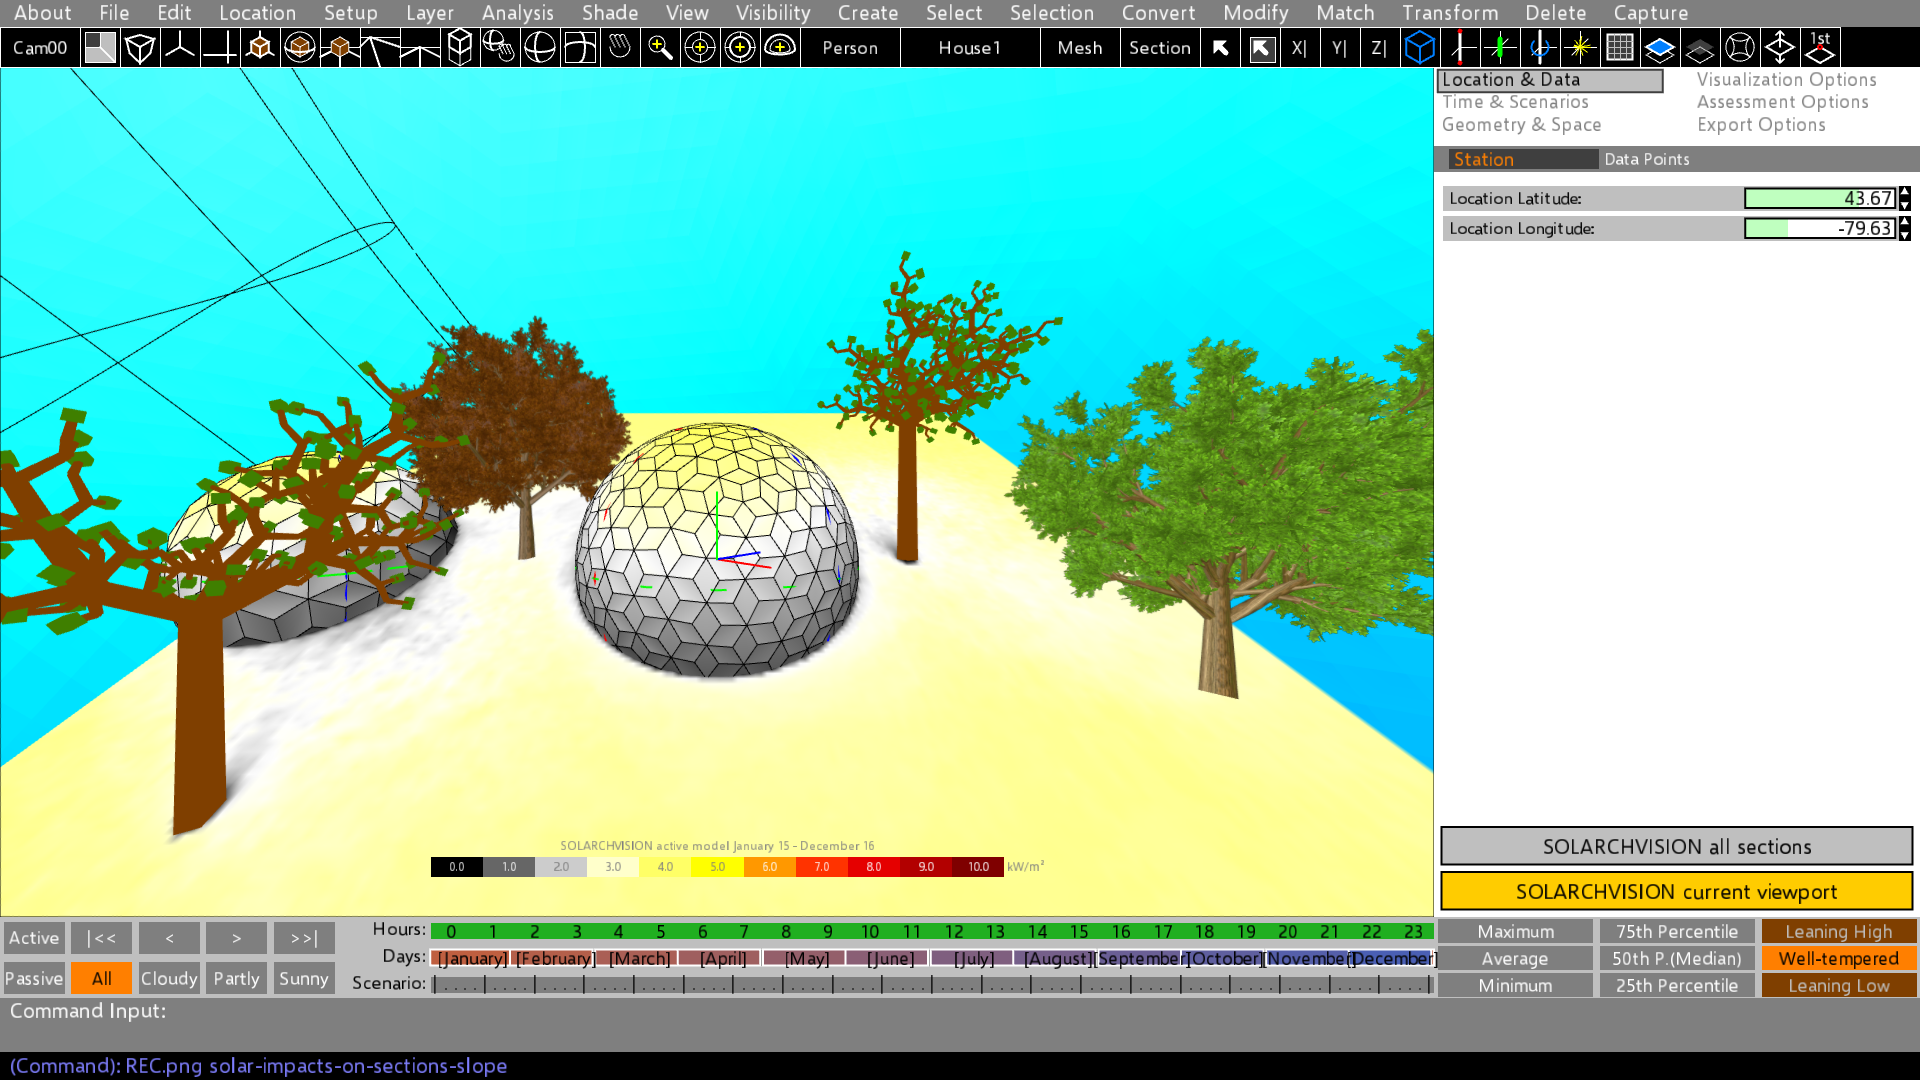 About File Edit Location Setup Layer Analysis Shade View Visibility Create Select Selection Convert Modify Match Transform Delete Capture
Cam00 Person House1 Mesh Section X| Y| Z| 1st
Location & Data Visualization Options
Time & Scenarios Assessment Options
Geometry & Space Export Options
Station Data Points
Location Latitude: 43.67
Location Longitude: -79.63
SOLARCHVISION active model January 15 - December 16
0.0 1.0 2.0 3.0 4.0 5.0 6.0 7.0 8.0 9.0 10.0 kW/m²
SOLARCHVISION all sections
SOLARCHVISION current viewport
Active |<< < > >>|
Passive All Cloudy Partly Sunny
Hours: 0 1 2 3 4 5 6 7 8 9 10 11 12 13 14 15 16 17 18 19 20 21 22 23
Days: [January] [February] [March] [April] [May] [June] [July] [August] [September] [October] [November] [December]
Scenario:
Maximum 75th Percentile Leaning High
Average 50th P.(Median) Well-tempered
Minimum 25th Percentile Leaning Low
Command Input:
(Command): REC.png solar-impacts-on-sections-slope